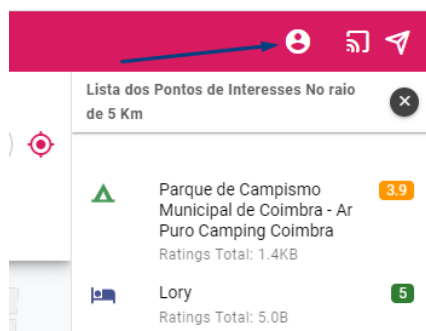 Lista dos Pontos de Interesses No raio
de 5 Km
Parque de Campismo
Municipal de Coimbra - Ar
Puro Camping Coimbra
3.9
Ratings Total: 1.4KB
Lory
5
Ratings Total: 5.0B